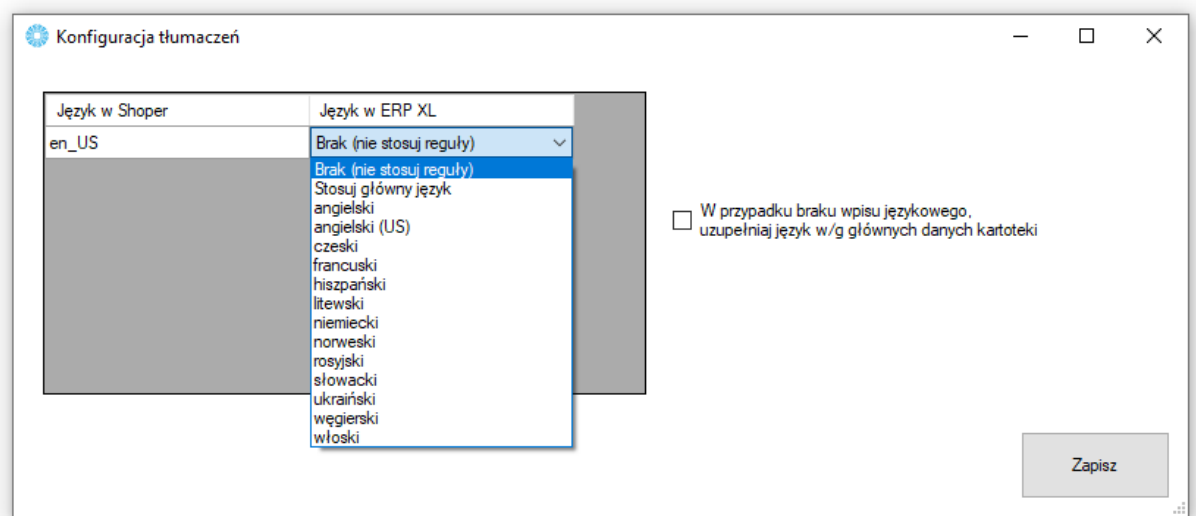 Konfiguracja tłumaczeń
Język w Shoper
Język w ERP XL
en_US
Brak (nie stosuj reguły)
Brak (nie stosuj reguły)
Stosuj główny język
angielski
angielski (US)
czeski
francuski
hiszpański
litewski
niemiecki
norweski
rosyjski
słowacki
ukraiński
węgierski
włoski
W przypadku braku wpisu językowego,
uzupełniaj język w/g głównych danych kartoteki
Zapisz